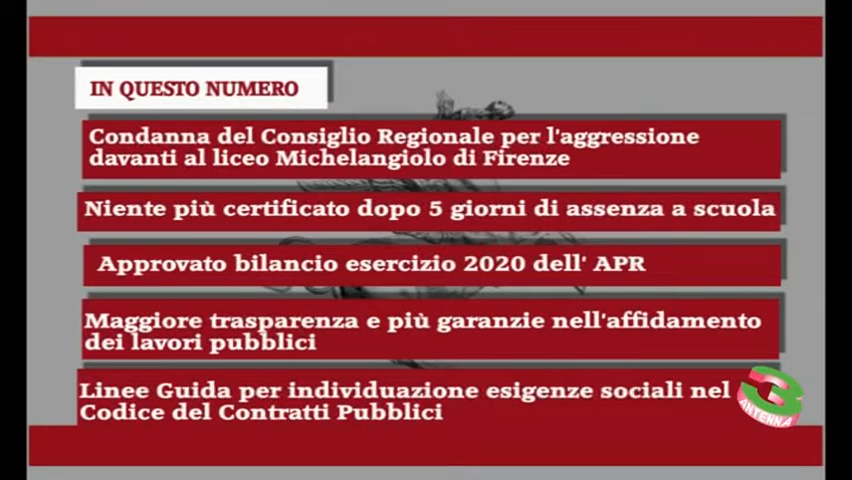 IN QUESTO NUMERO
Condanna del Consiglio Regionale per l'aggressione
davanti al liceo Michelangiolo di Firenze
Niente più certificato dopo 5 giorni di assenza a scuola
Approvato bilancio esercizio 2020 dell' APR
Maggiore trasparenza e più garanzie nell'affidamento
dei lavori pubblici
Linee Guida per individuazione esigenze sociali nel
Codice del Contratti Pubblici
3
ANTENNA